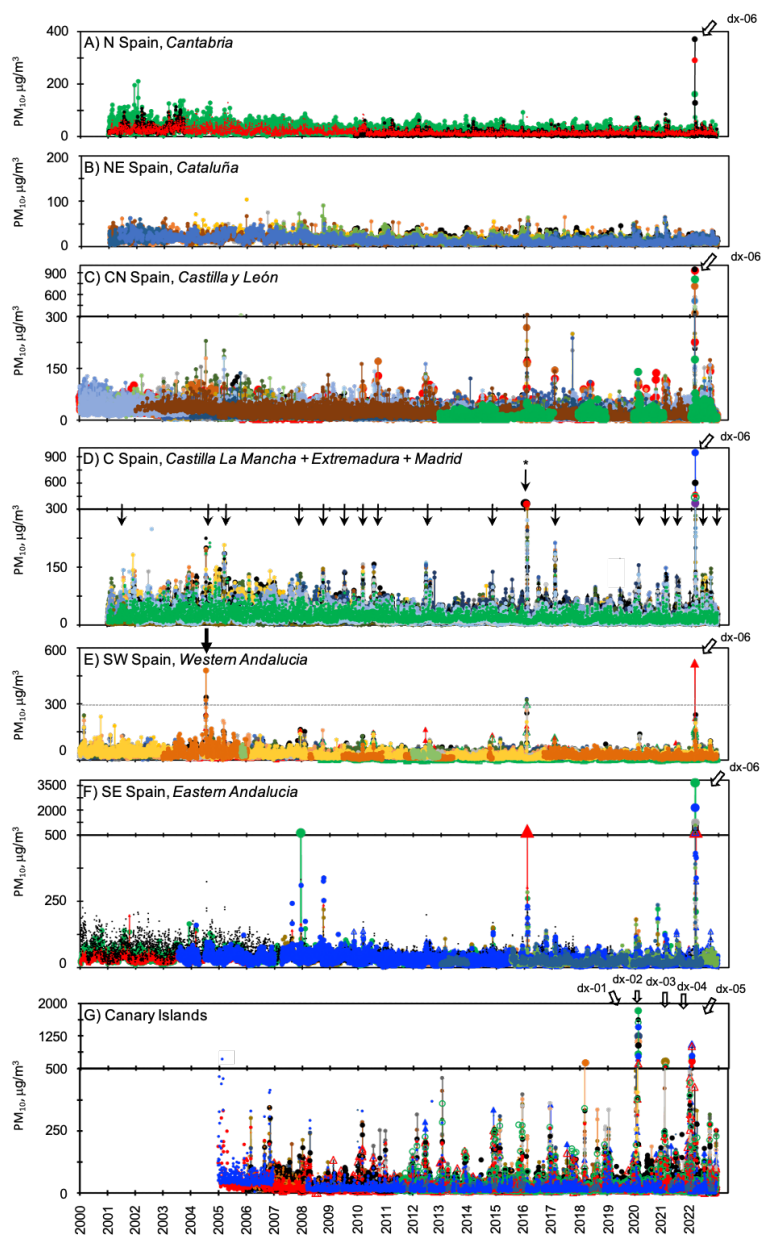 dx-06
A) N Spain, Cantabria
PM10, µg/m3
400
200
0
B) NE Spain, Cataluña
PM10, µg/m3
200
100
0
dx-06
C) CN Spain, Castilla y León
PM10, µg/m3
900
600
300
150
0
dx-06
D) C Spain, Castilla La Mancha + Extremadura + Madrid
*
PM10, µg/m3
900
600
300
150
0
dx-06
E) SW Spain, Western Andalucia
PM10, µg/m3
600
300
0
dx-06
F) SE Spain, Eastern Andalucia
PM10, µg/m3
3500
2000
500
250
0
dx-01 dx-02 dx-03 dx-04 dx-05
G) Canary Islands
PM10, µg/m3
2000
1250
500
250
0
2000 2001 2002 2003 2004 2005 2006 2007 2008 2009 2010 2011 2012 2013 2014 2015 2016 2017 2018 2019 2020 2021 2022